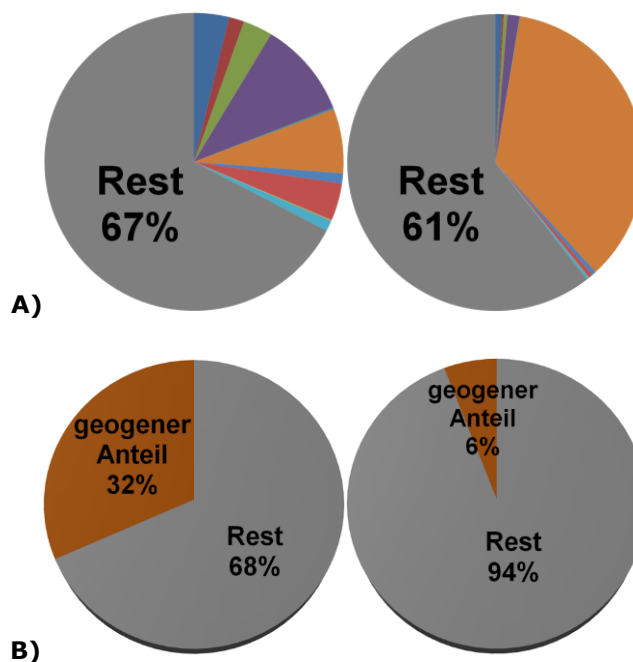 Rest
67%
Rest
61%
A)
geogener
Anteil
32%
Rest
68%
geogener
Anteil
6%
Rest
94%
B)